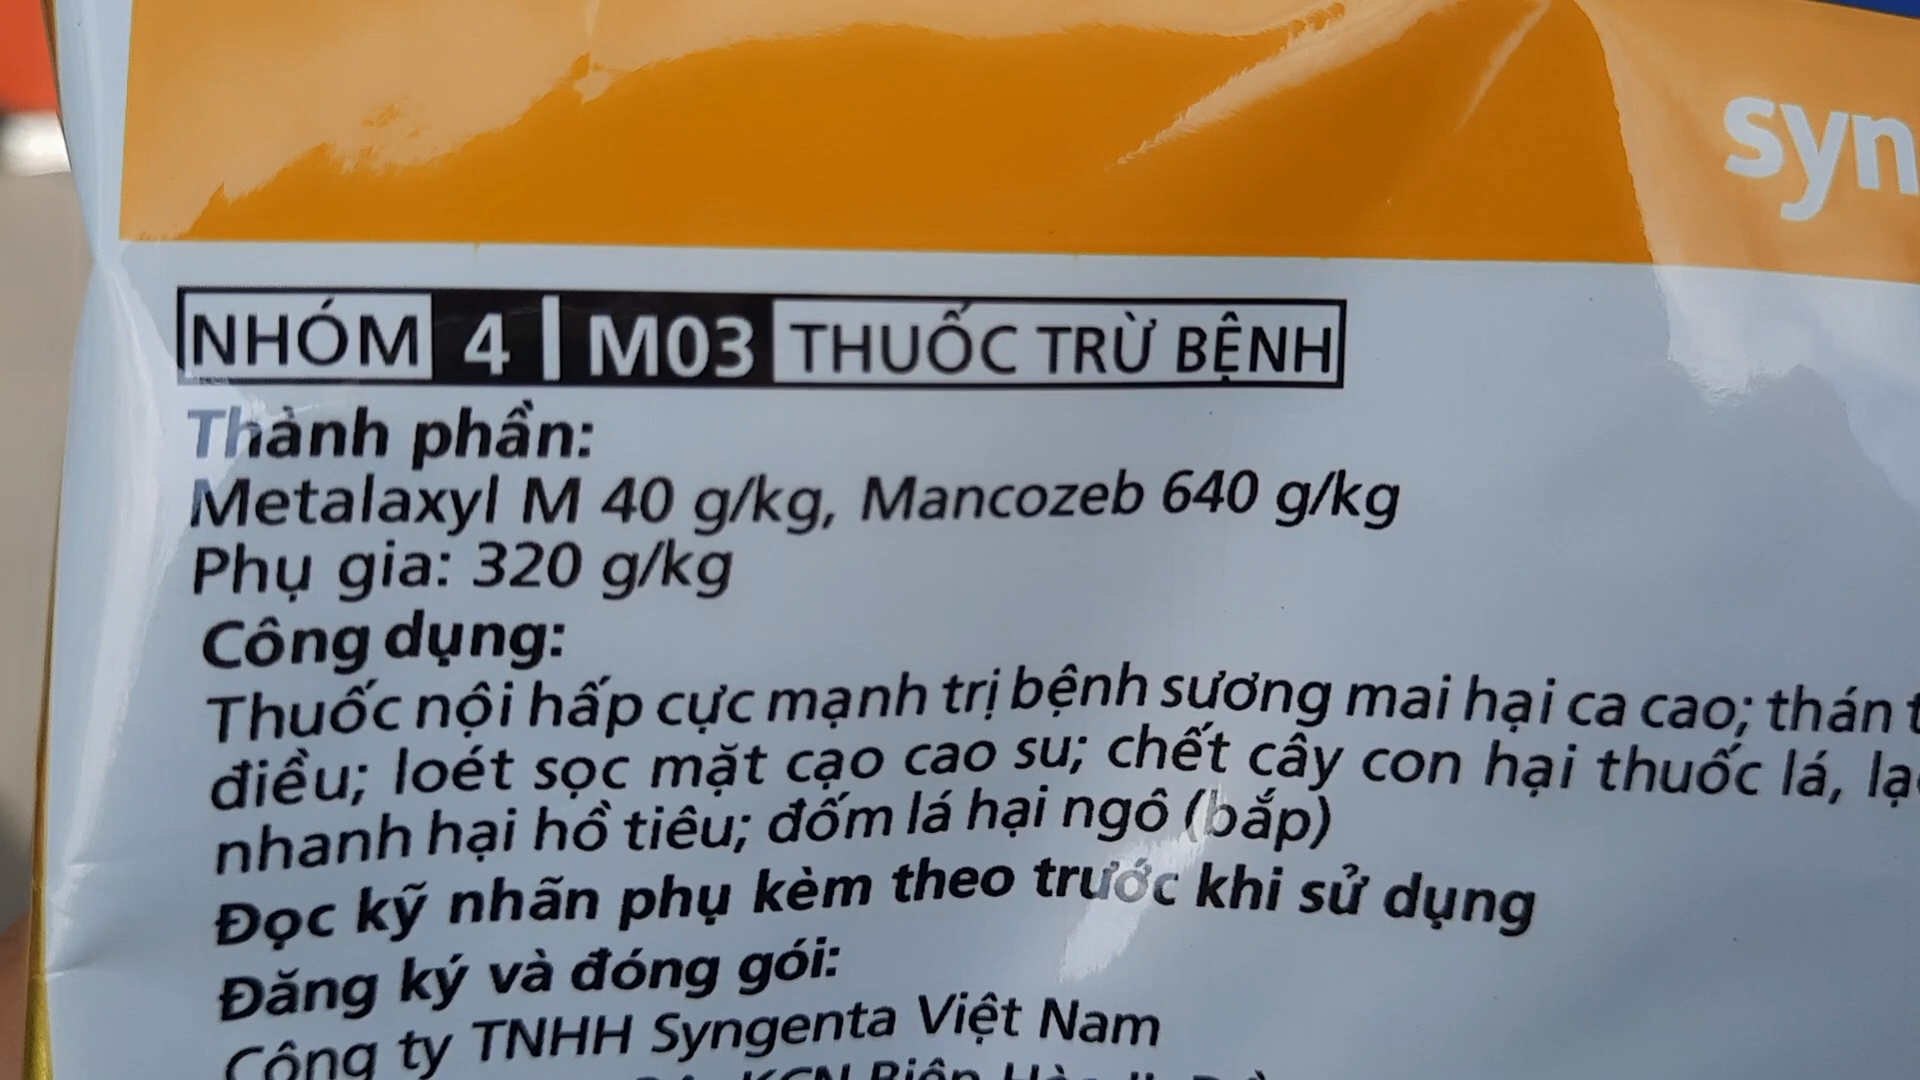 syn
NHÓM 4 | M03 THUỐC TRỪ BỆNH
Thành phần:
Metalaxyl M 40 g/kg, Mancozeb 640 g/kg
Phụ gia: 320 g/kg
Công dụng:
Thuốc nội hấp cực mạnh trị bệnh sương mai hại ca cao; thán
điều; loét sọc mặt cạo cao su; chết cây con hại thuốc lá,
nhanh hại hồ tiêu; đốm lá hại ngô (bắp)
Đọc kỹ nhãn phụ kèm theo trước khi sử dụng
Đăng ký và đóng gói:
Công ty TNHH Syngenta Việt Nam
KCN Biên Hòa II,